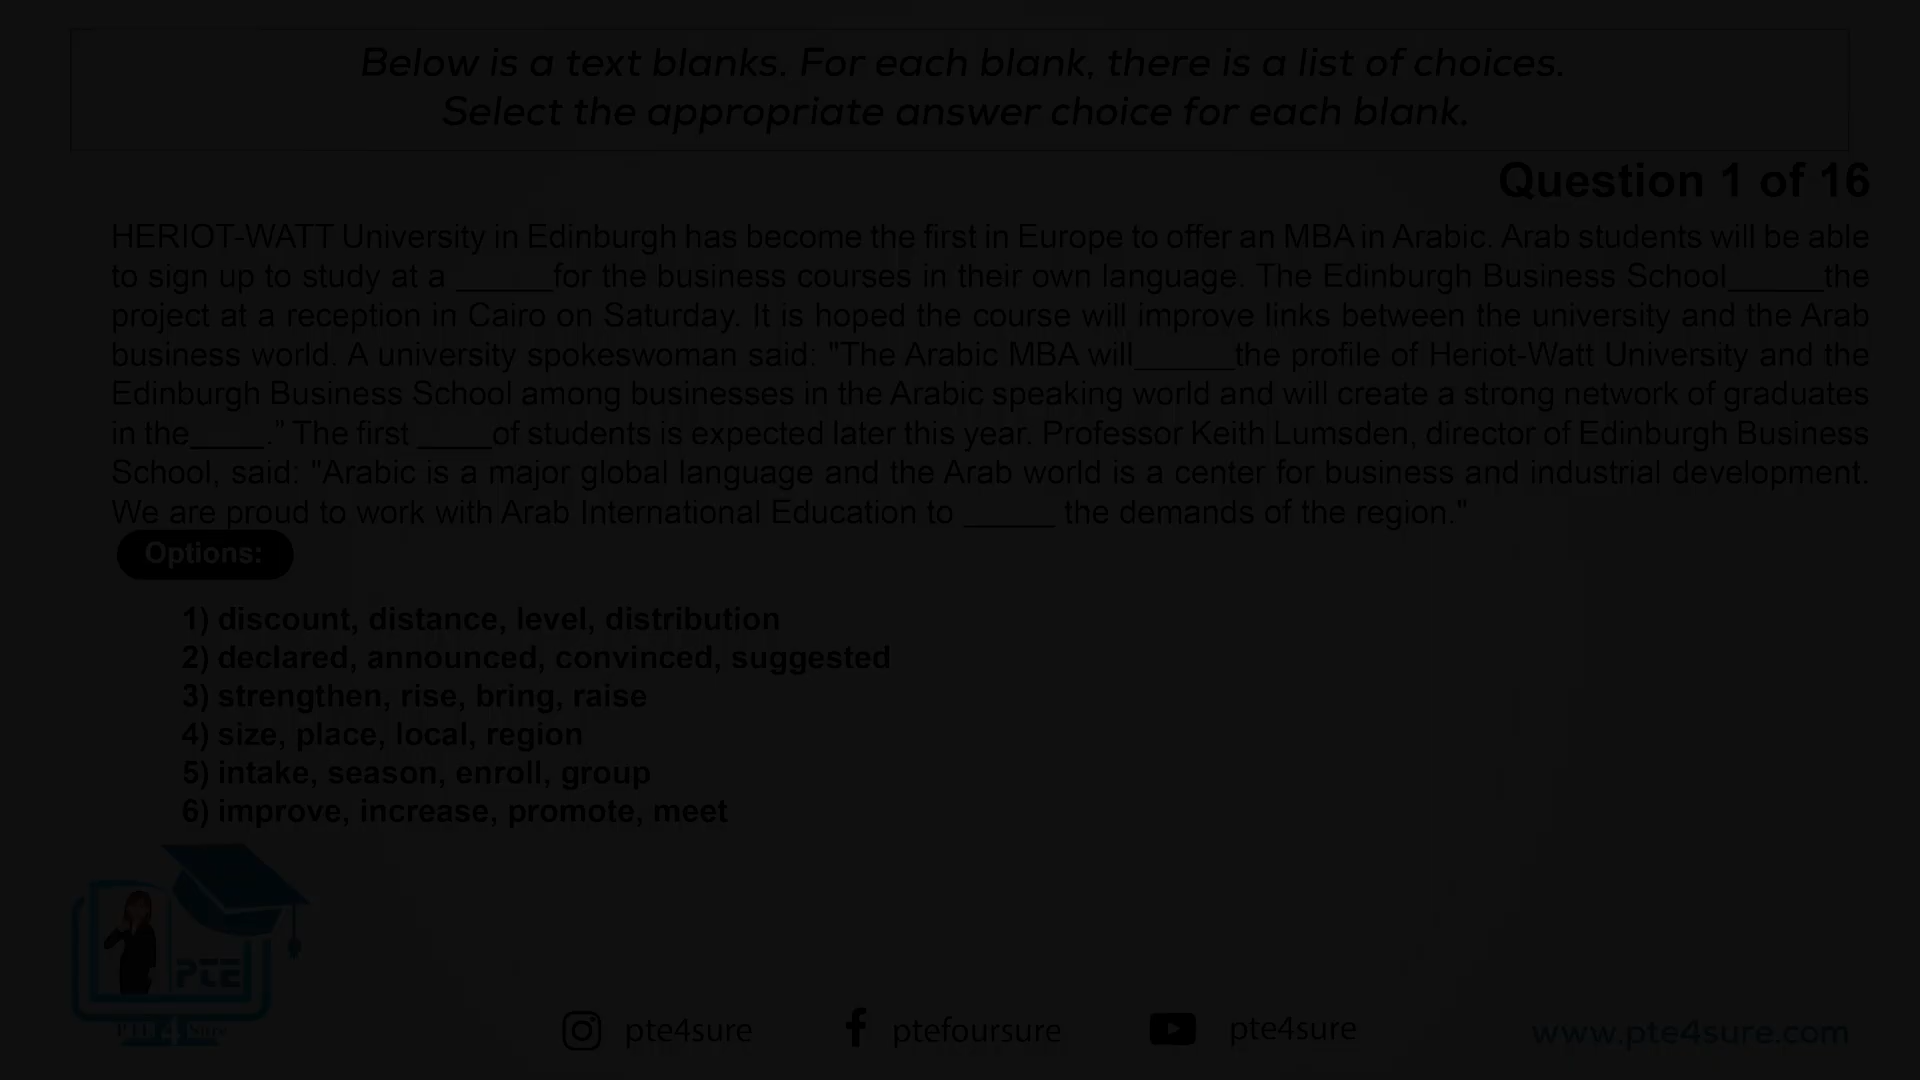 Below is a text blanks. For each blank, there is a list of choices.
Select the appropriate answer choice for each blank.
Question 1 of 16
HERIOT-WATT University in Edinburgh has become the first in Europe to offer an MBA in Arabic. Arab students will be able
to sign up to study at a ______for the business courses in their own language. The Edinburgh Business School______the
project at a reception in Cairo on Saturday. It is hoped the course will improve links between the university and the Arab
business world. A university spokeswoman said: "The Arabic MBA will______the profile of Heriot-Watt University and the
Edinburgh Business School among businesses in the Arabic speaking world and will create a strong network of graduates
in the____." The first ____of students is expected later this year. Professor Keith Lumsden, director of Edinburgh Business
School, said: "Arabic is a major global language and the Arab world is a center for business and industrial development.
We are proud to work with Arab International Education to _____ the demands of the region."
Options:
1) discount, distance, level, distribution
2) declared, announced, convinced, suggested
3) strengthen, rise, bring, raise
4) size, place, local, region
5) intake, season, enroll, group
6) improve, increase, promote, meet
PTE
PTE 4 Sure
pte4sure
ptefoursure
pte4sure
www.pte4sure.com